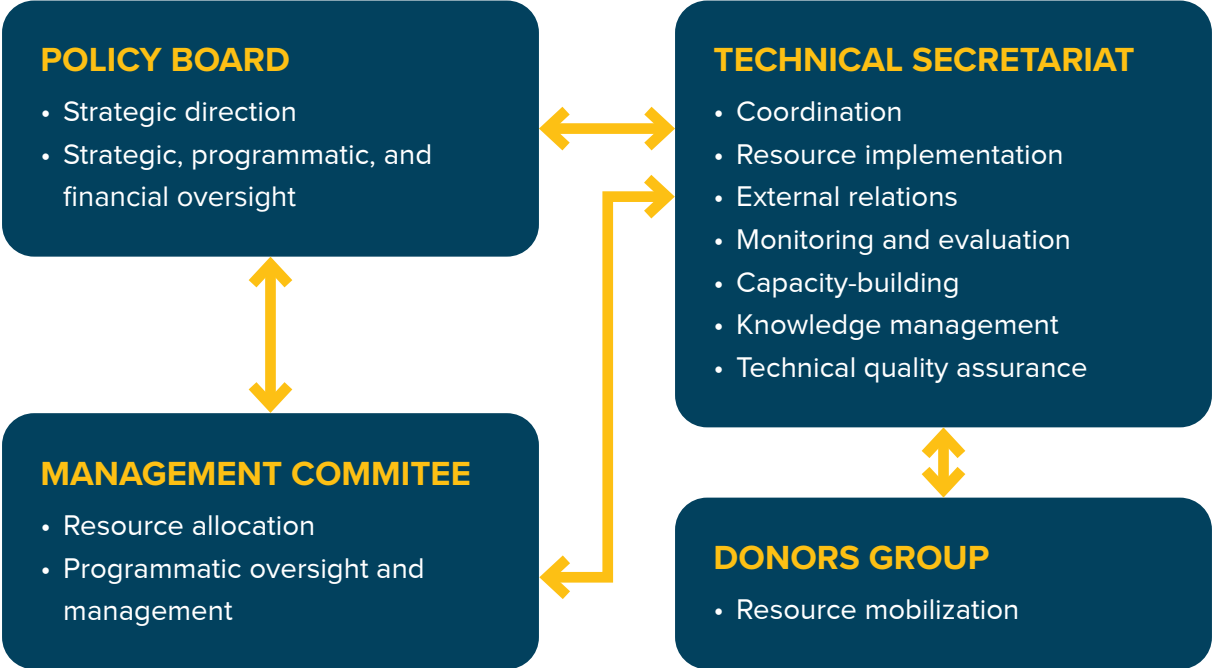 POLICY BOARD
• Strategic direction
• Strategic, programmatic, and
financial oversight
TECHNICAL SECRETARIAT
• Coordination
• Resource implementation
• External relations
• Monitoring and evaluation
• Capacity-building
• Knowledge management
• Technical quality assurance
MANAGEMENT COMMITEE
• Resource allocation
• Programmatic oversight and
management
DONORS GROUP
• Resource mobilization